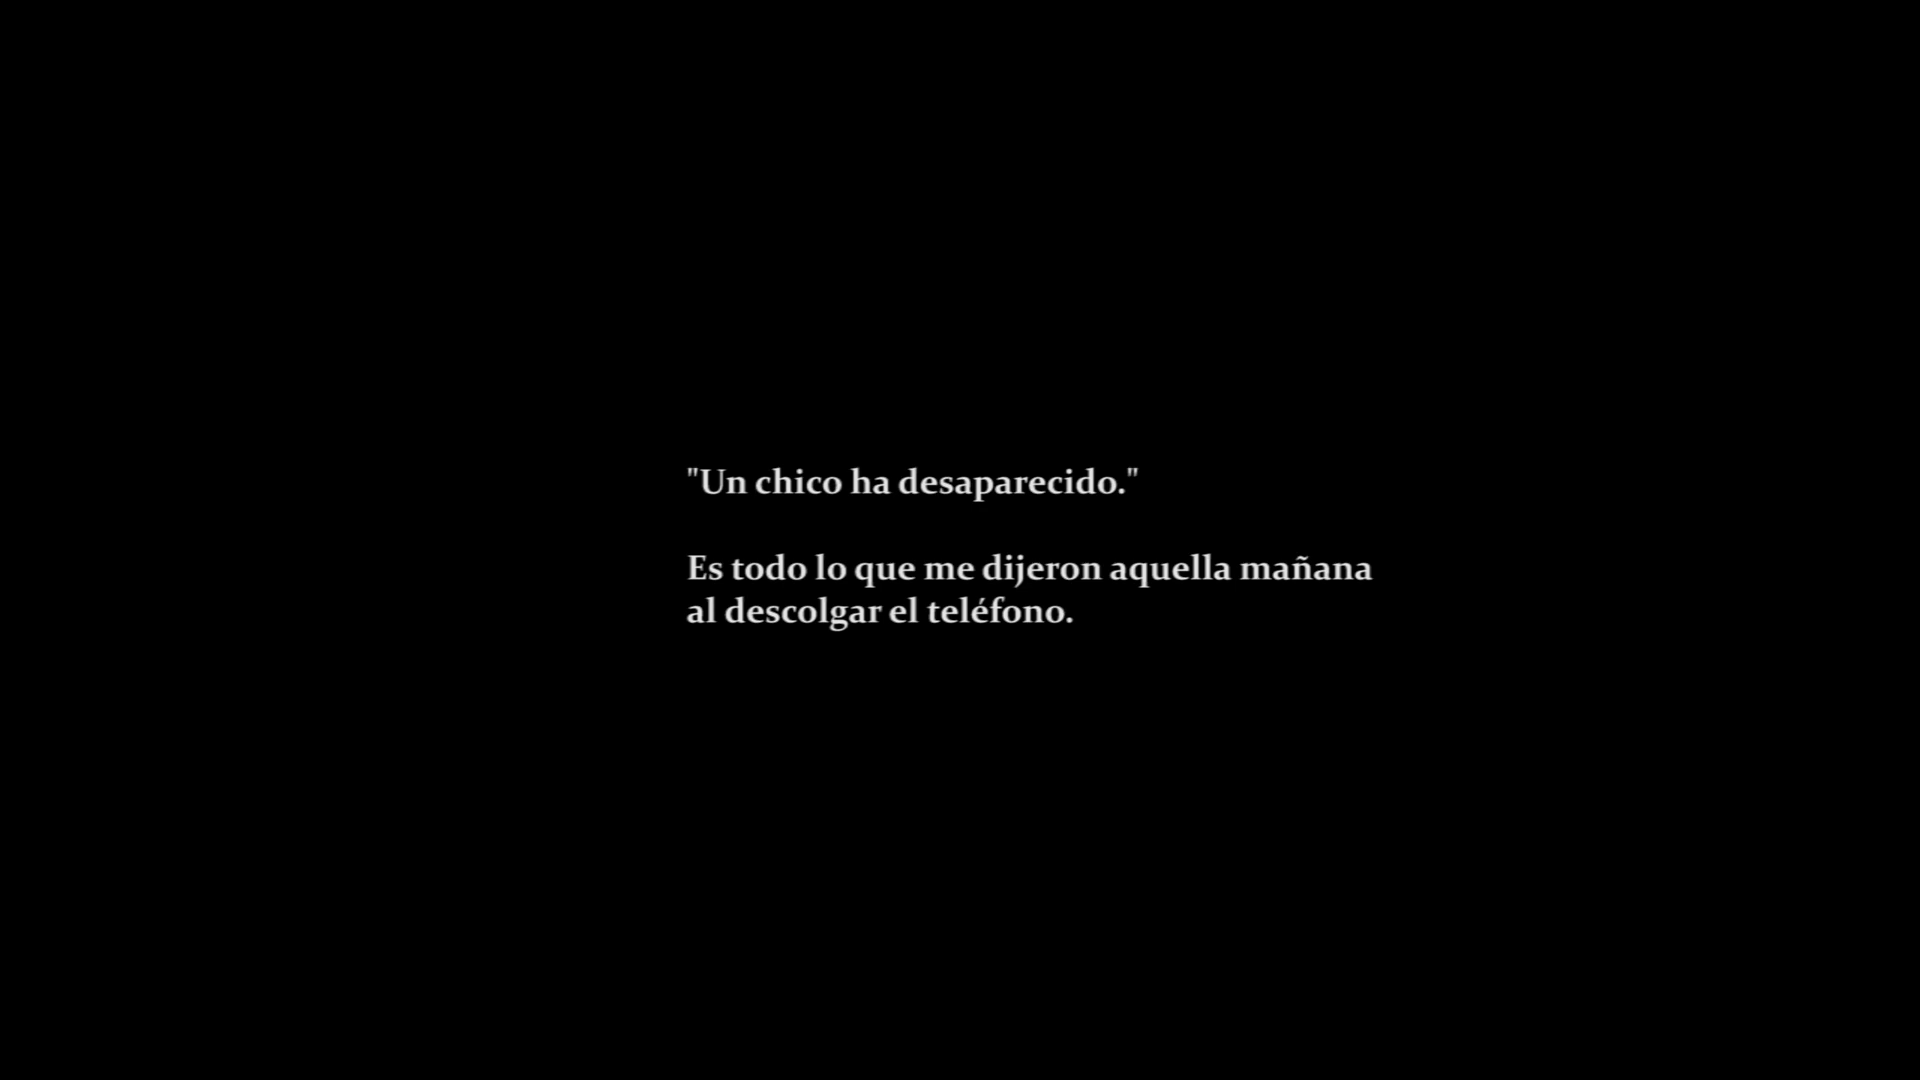 "Un chico ha desaparecido."
Es todo lo que me dijeron aquella mañana
al descolgar el teléfono.